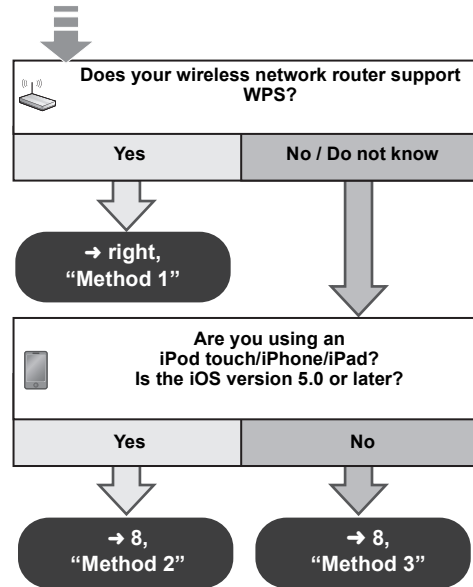 Does your wireless network router support
WPS?
Yes
No / Do not know
➔ right,
“Method 1”
Are you using an
iPod touch/iPhone/iPad?
Is the iOS version 5.0 or later?
Yes
No
➔ 8,
“Method 2”
➔ 8,
“Method 3”